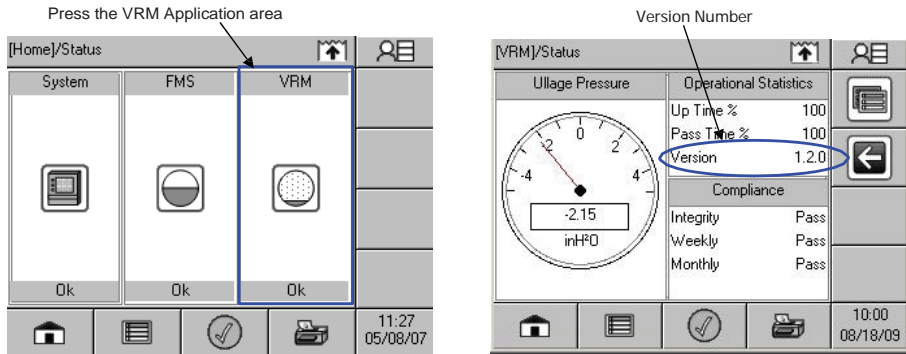 Press the VRM Application area
[Home]/Status
System
FMS
VRM
Ok
Ok
Ok
11:27
05/08/07
Version Number
[VRM]/Status
Ullage Pressure
-4
-2
0
2
4
-2.15
inH²O
Operational Statistics
Up Time % 100
Pass Time % 100
Version 1.2.0
Compliance
Integrity Pass
Weekly Pass
Monthly Pass
10:00
08/18/09